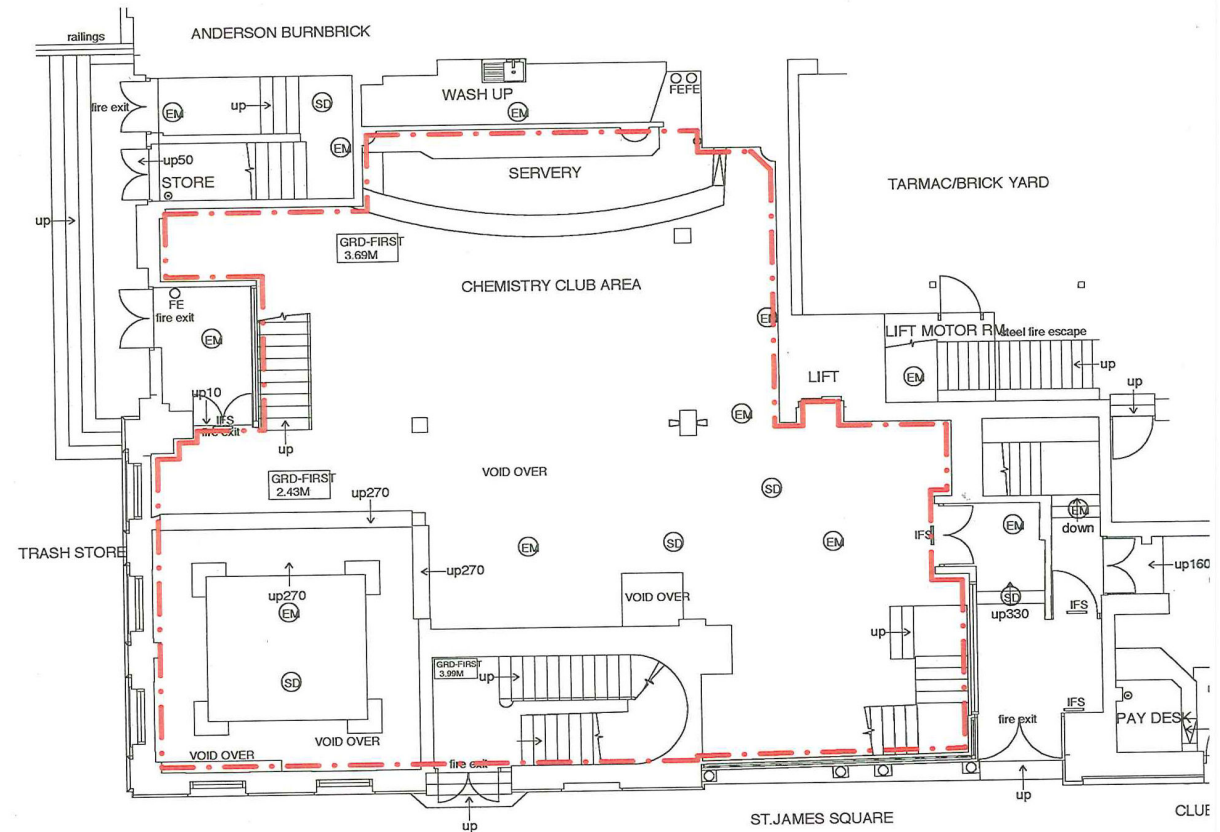 railings
ANDERSON BURNBRICK
WASH UP
FEFE
fire exit
EM
up
SD
EM
EM
up50
STORE
SERVERY
TARMAC/BRICK YARD
up
GRD-FIRST
3.69M
CHEMISTRY CLUB AREA
FE
fire exit
EM
EM
LIFT MOTOR RM
steel fire escape
up
LIFT
EM
up
up10
IFS
fire exit
EM
up
VOID OVER
GRD-FIRST
2.43M
up270
SD
EM
down
EM
IFS
EM
EM
SD
TRASH STORE
up270
up160
up270
VOID OVER
SD
up330
IFS
EM
up
GRD-FIRST
3.99M
up
SD
IFS
fire exit
PAY DESK
VOID OVER
VOID OVER
fire exit
up
up
ST.JAMES SQUARE
CLUB